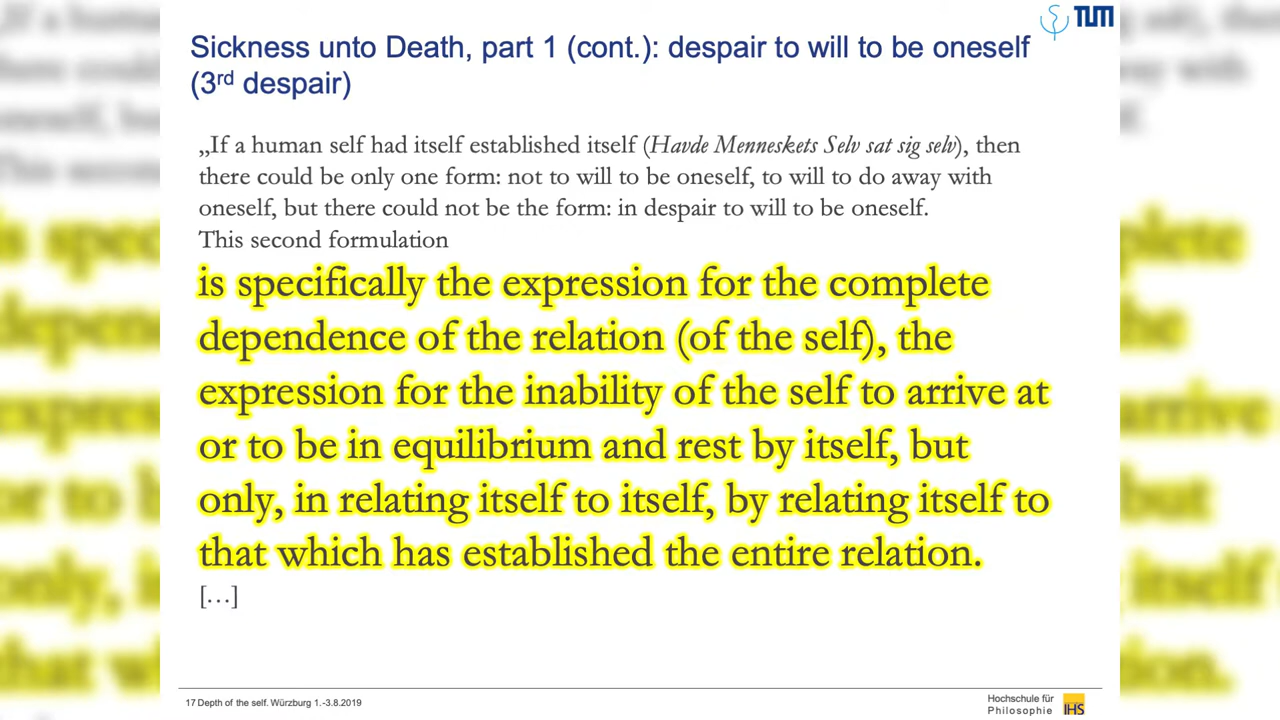 TUM
Sickness unto Death, part 1 (cont.): despair to will to be oneself
(3rd despair)
„If a human self had itself established itself (Havde Menneskets Selv sat sig selv), then
there could be only one form: not to will to be oneself, to will to do away with
oneself, but there could not be the form: in despair to will to be oneself.
This second formulation
is specifically the expression for the complete
dependence of the relation (of the self), the
expression for the inability of the self to arrive at
or to be in equilibrium and rest by itself, but
only, in relating itself to itself, by relating itself to
that which has established the entire relation.
[…]
17 Depth of the self. Würzburg 1.-3.8.2019
Hochschule für
Philosophie IHS